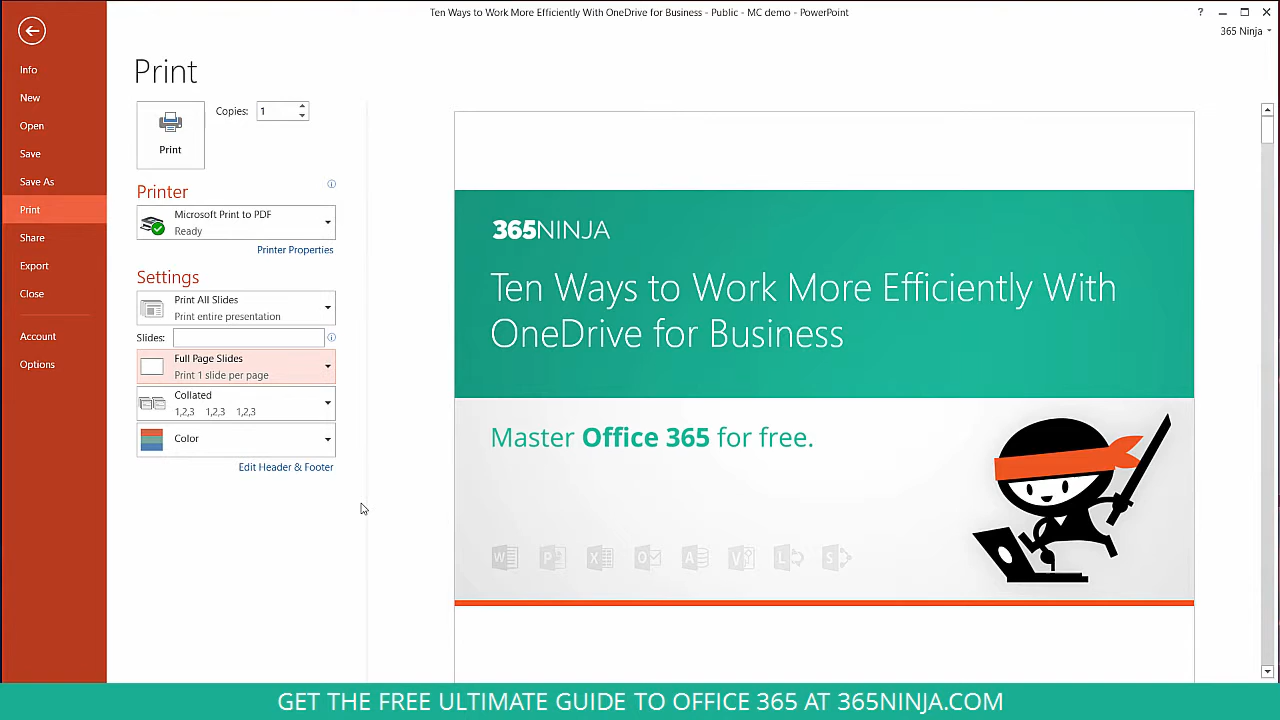 Ten Ways to Work More Efficiently With OneDrive for Business - Public - MC demo - PowerPoint
?
365 Ninja
Info
New
Open
Save
Save As
Print
Share
Export
Close
Account
Options
Print
Print
Copies: 1
Printer
Microsoft Print to PDF
Ready
Printer Properties
Settings
Print All Slides
Print entire presentation
Slides:
Full Page Slides
Print 1 slide per page
Collated
1,2,3 1,2,3 1,2,3
Color
Edit Header & Footer
365NINJA
Ten Ways to Work More Efficiently With
OneDrive for Business
Master Office 365 for free.
GET THE FREE ULTIMATE GUIDE TO OFFICE 365 AT 365NINJA.COM